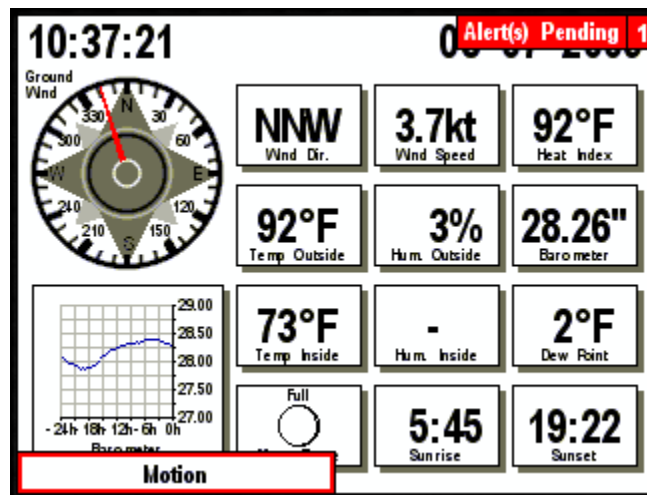 10:37:21
Alert(s) Pending 1
Ground
Wind
N
30
60
E
120
150
S
210
240
W
300
330
NNW
Wind Dir.
3.7kt
Wind Speed
92°F
Heat Index
92°F
Temp Outside
3%
Hum. Outside
28.26"
Barometer
29.00
28.50
28.00
27.50
27.00
- 24h- 18h- 12h- 6h 0h
Barometer
73°F
Temp Inside
-
Hum. Inside
2°F
Dew Point
Full
5:45
Sunrise
19:22
Sunset
Motion